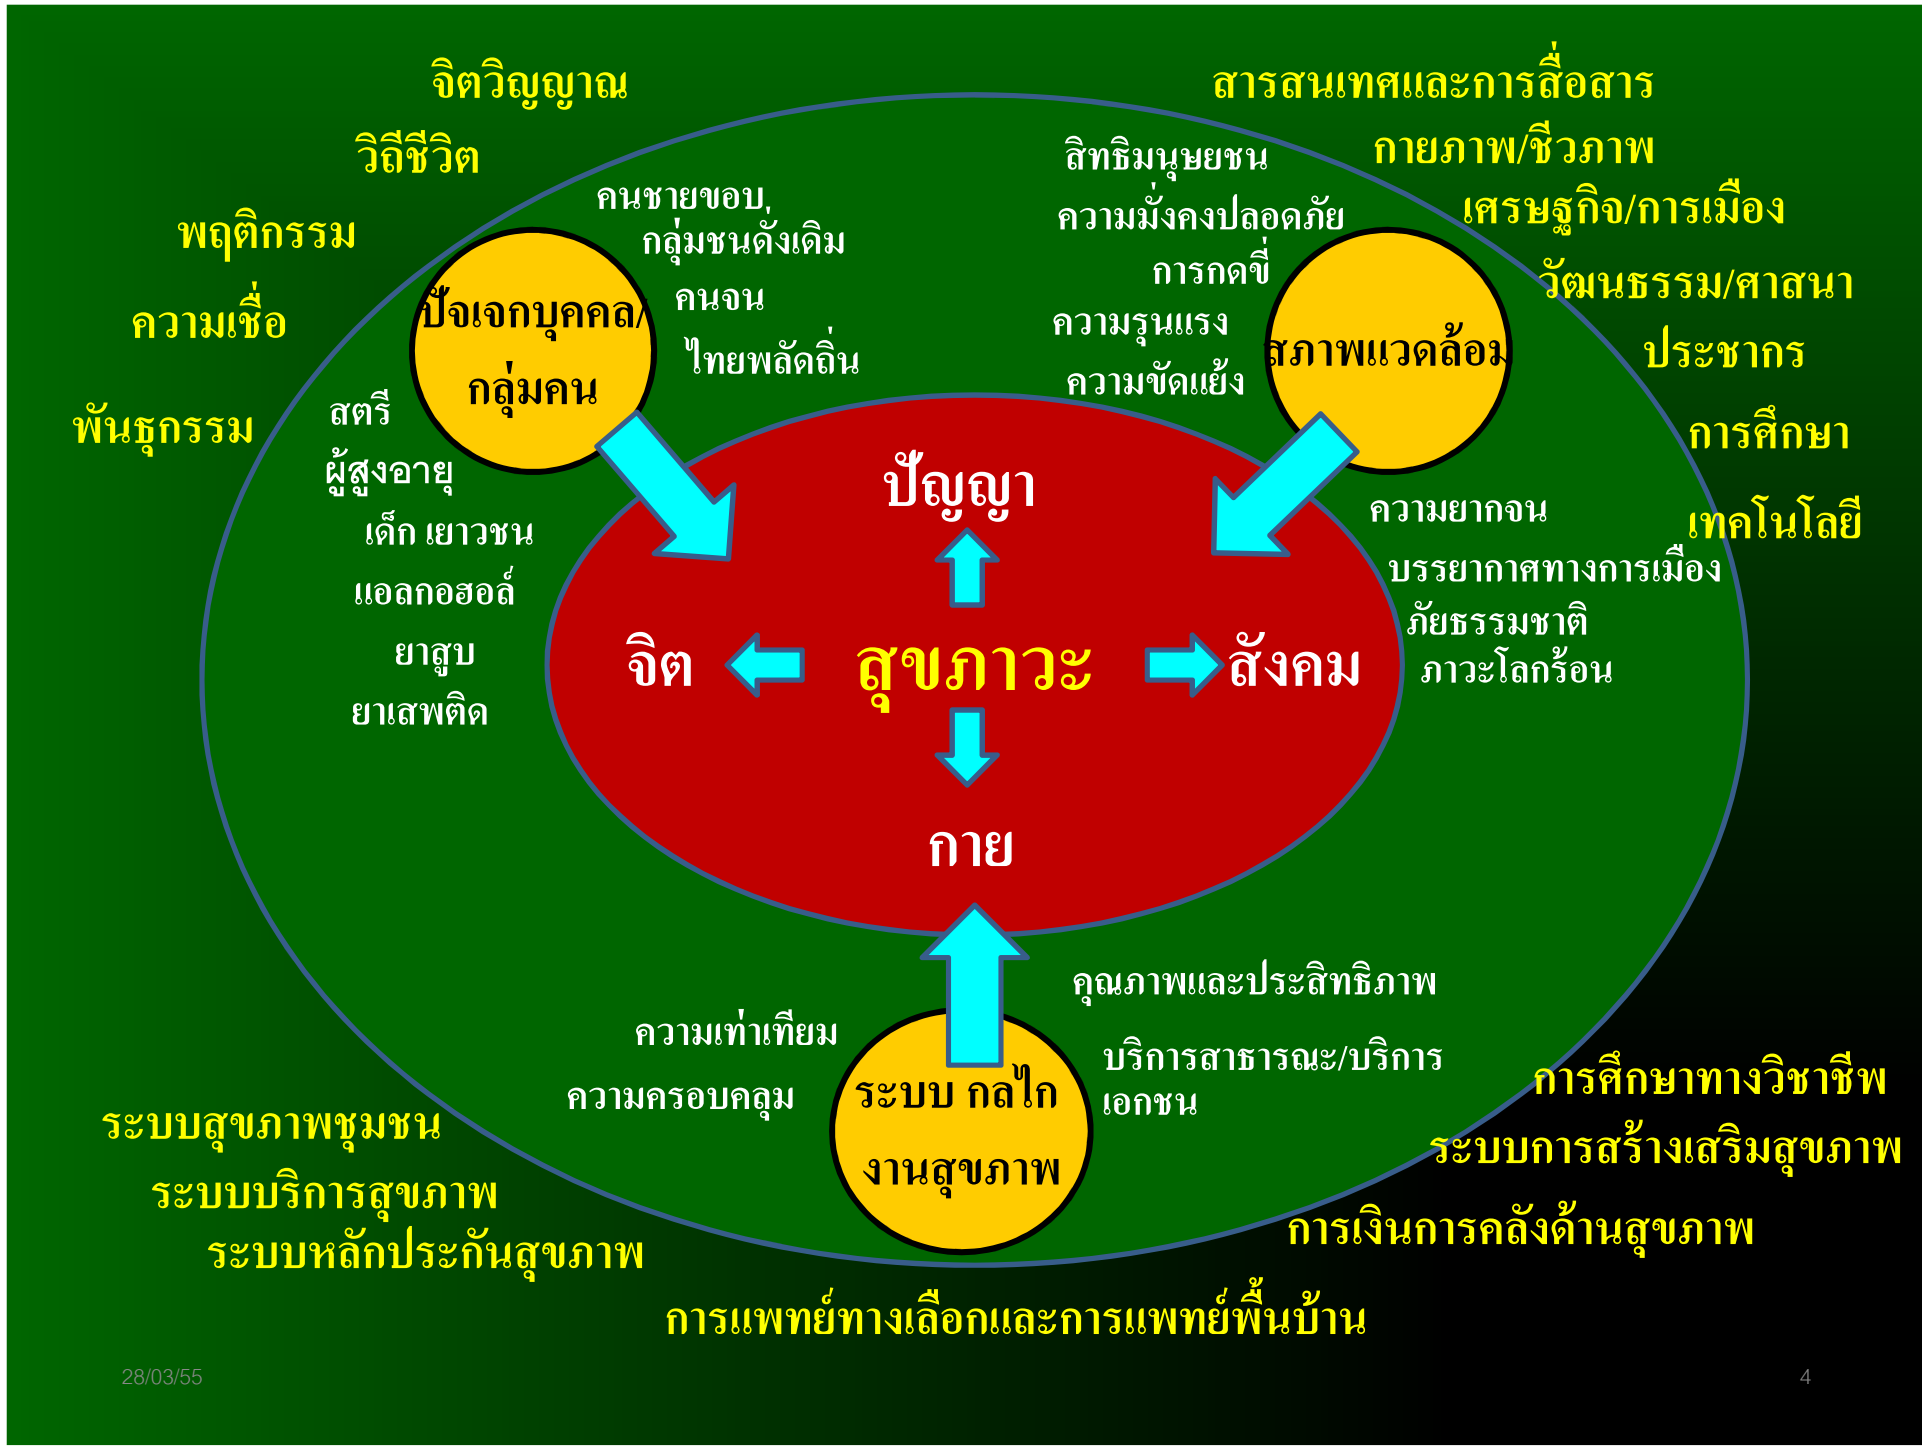 จิตวิญญาณ
วิถีชีวิต
พฤติกรรม
ความเชื่อ
พันธุกรรม
สารสนเทศและการสื่อสาร
กายภาพ/ชีวภาพ
เศรษฐกิจ/การเมือง
วัฒนธรรม/ศาสนา
ประชากร
การศึกษา
เทคโนโลยี
คนชายขอบ
กลุ่มชนดั่งเดิม
คนจน
ไทยพลัดถิ่น
ปัจเจกบุคคล/
กลุ่มคน
สตรี
ผู้สูงอายุ
เด็ก เยาวชน
แอลกอฮอล์
ยาสูบ
ยาเสพติด
สิทธิมนุษยชน
ความมั่งคงปลอดภัย
การกดขี่
ความรุนแรง
ความขัดแย้ง
สภาพแวดล้อม
ความยากจน
บรรยากาศทางการเมือง
ภัยธรรมชาติ
ภาวะโลกร้อน
ปัญญา
จิต
สุขภาวะ
สังคม
กาย
ความเท่าเทียม
ความครอบคลุม
ระบบ กลไก
งานสุขภาพ
คุณภาพและประสิทธิภาพ
บริการสาธารณะ/บริการ
เอกชน
ระบบสุขภาพชุมชน
ระบบบริการสุขภาพ
ระบบหลักประกันสุขภาพ
การศึกษาทางวิชาชีพ
ระบบการสร้างเสริมสุขภาพ
การเงินการคลังด้านสุขภาพ
การแพทย์ทางเลือกและการแพทย์พื้นบ้าน
28/03/55
4